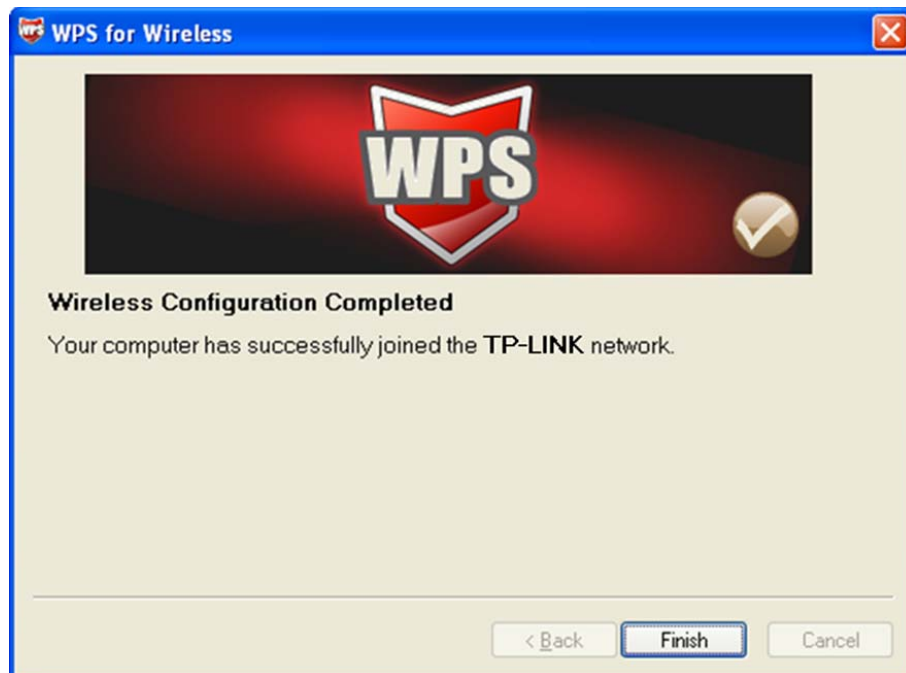 WPS for Wireless
WPS
Wireless Configuration Completed
Your computer has successfully joined the TP-LINK network.
< Back
Finish
Cancel